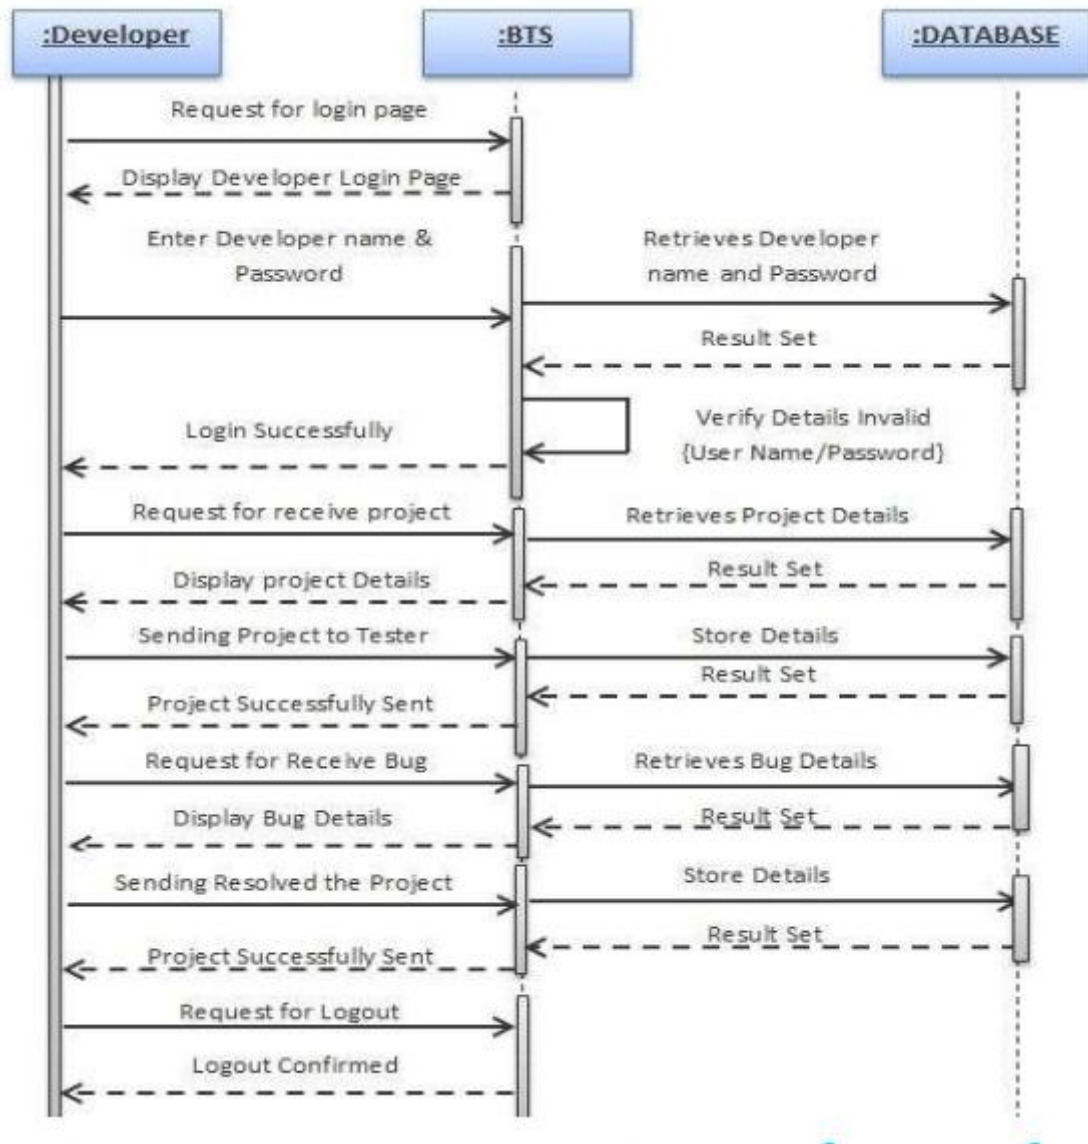 :Developer
:BTS
:DATABASE
Request for login page
Display Developer Login Page
Enter Developer name &
Password
Retrieves Developer
name and Password
Result Set
Verify Details Invalid
{User Name/Password}
Login Successfully
Request for receive project
Retrieves Project Details
Result Set
Display project Details
Sending Project to Tester
Store Details
Result Set
Project Successfully Sent
Request for Receive Bug
Retrieves Bug Details
Result Set
Display Bug Details
Sending Resolved the Project
Store Details
Result Set
Project Successfully Sent
Request for Logout
Logout Confirmed